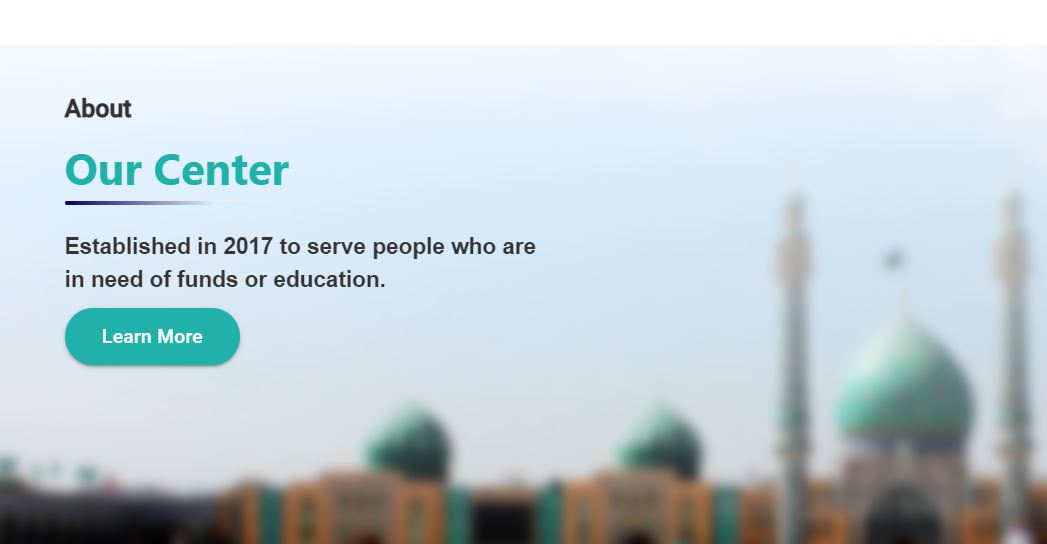 About
Our Center
Established in 2017 to serve people who are
in need of funds or education.
Learn More